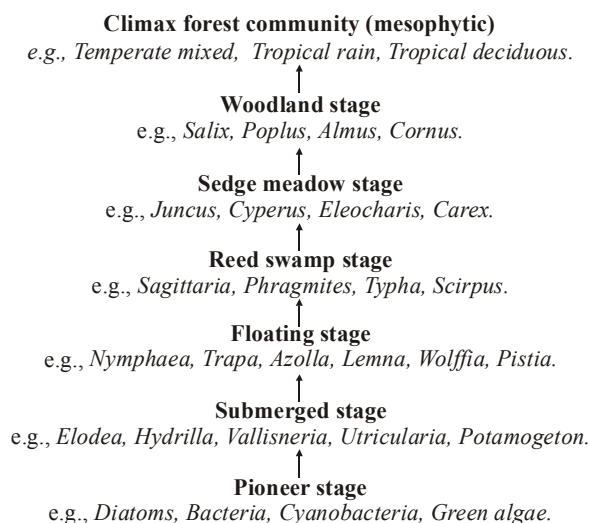 Climax forest community (mesophytic)
e.g., Temperate mixed, Tropical rain, Tropical deciduous.
Woodland stage
e.g., Salix, Poplus, Almus, Cornus.
Sedge meadow stage
e.g., Juncus, Cyperus, Eleocharis, Carex.
Reed swamp stage
e.g., Sagittaria, Phragmites, Typha, Scirpus.
Floating stage
e.g., Nymphaea, Trapa, Azolla, Lemna, Wolffia, Pistia.
Submerged stage
e.g., Elodea, Hydrilla, Vallisneria, Utricularia, Potamogeton.
Pioneer stage
e.g., Diatoms, Bacteria, Cyanobacteria, Green algae.